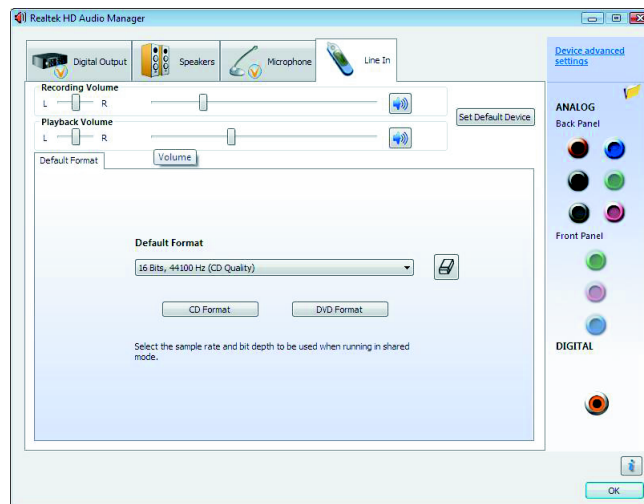 Realtek HD Audio Manager
Digital Output
Speakers
Microphone
Line In
Device advanced
settings
Recording Volume
L
R
Set Default Device
Playback Volume
L
R
Volume
Default Format
Default Format
16 Bits, 44100 Hz (CD Quality)
CD Format
DVD Format
Select the sample rate and bit depth to be used when running in shared
mode.
ANALOG
Back Panel
Front Panel
DIGITAL
i
OK